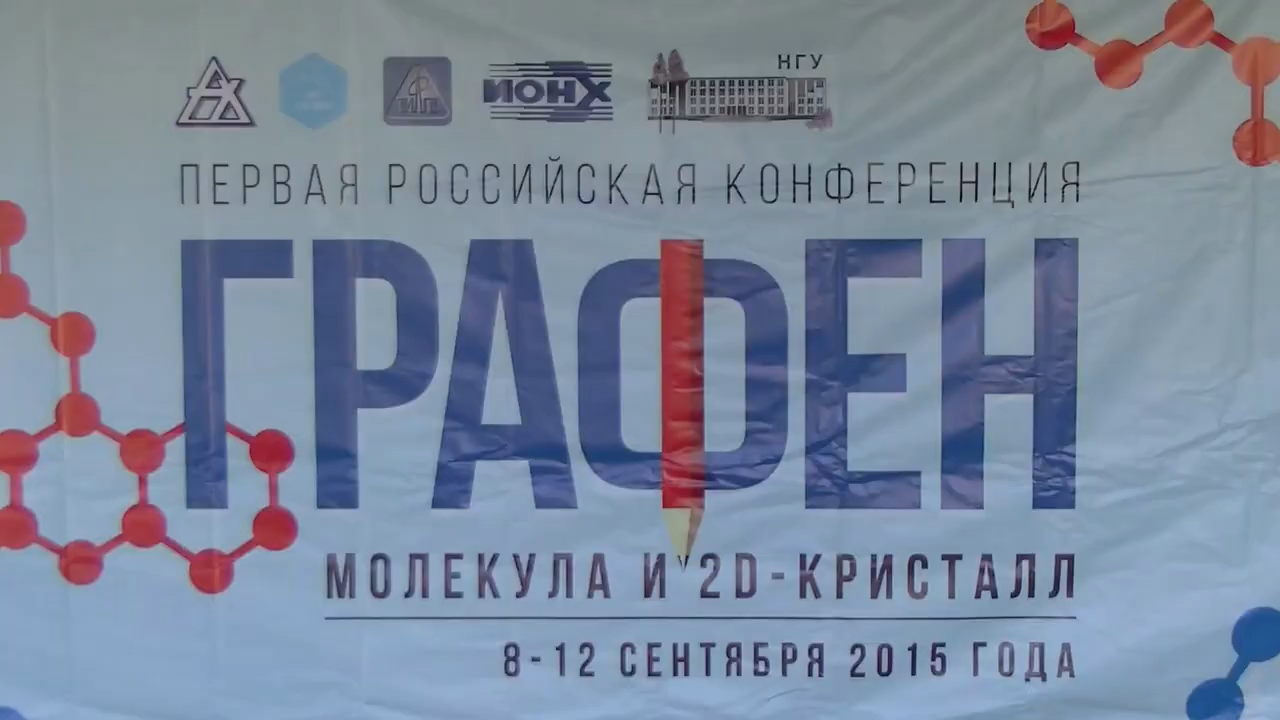 ИОНХ
НГУ
ПЕРВАЯ РОССИЙСКАЯ КОНФЕРЕНЦИЯ
ГРАФЕН
МОЛЕКУЛА И 2D-КРИСТАЛЛ
8-12 СЕНТЯБРЯ 2015 ГОДА